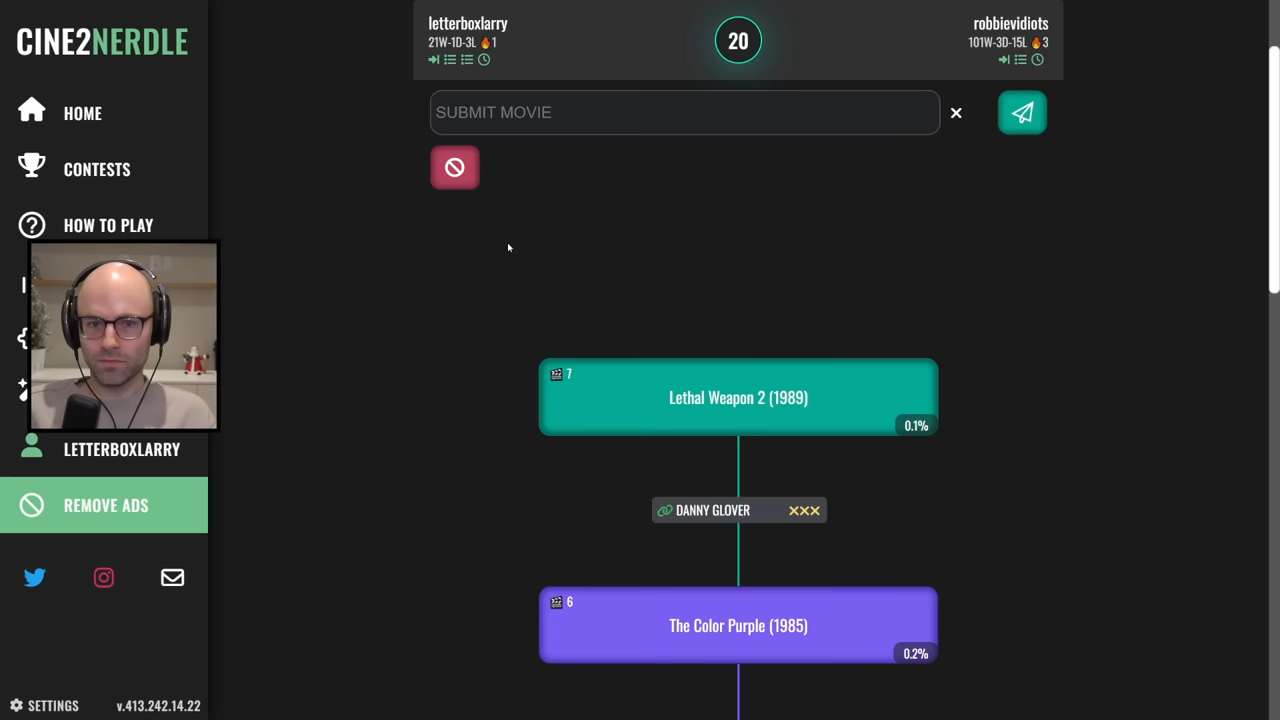 CINE2NERDLE
HOME
CONTESTS
HOW TO PLAY
LETTERBOXLARRY
REMOVE ADS
SETTINGS
v.413.242.14.22
letterboxlarry
21W-1D-3L 🔥1
20
robbievidiots
101W-3D-15L 🔥3
SUBMIT MOVIE
7
Lethal Weapon 2 (1989)
0.1%
DANNY GLOVER
6
The Color Purple (1985)
0.2%